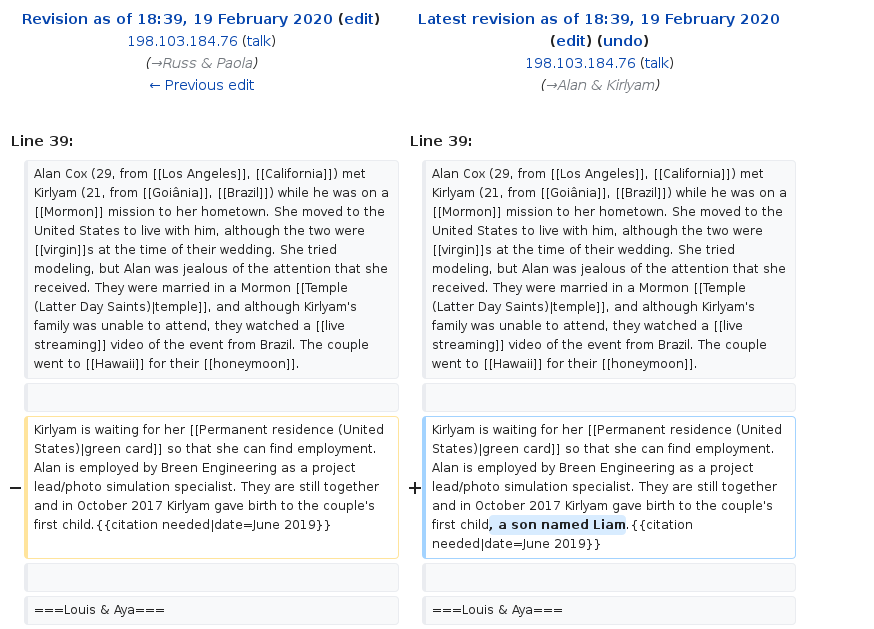 Revision as of 18:39, 19 February 2020 (edit)
198.103.184.76 (talk)
(→Russ & Paola)
← Previous edit
Latest revision as of 18:39, 19 February 2020
(edit) (undo)
198.103.184.76 (talk)
(→Alan & Kirlyam)
Line 39:
Line 39:
Alan Cox (29, from [[Los Angeles]], [[California]]) met
Kirlyam (21, from [[Goiânia]], [[Brazil]]) while he was on a
[[Mormon]] mission to her hometown. She moved to the
United States to live with him, although the two were
[[virgin]]s at the time of their wedding. She tried
modeling, but Alan was jealous of the attention that she
received. They were married in a Mormon [[Temple
(Latter Day Saints)|temple]], and although Kirlyam's
family was unable to attend, they watched a [[live
streaming]] video of the event from Brazil. The couple
went to [[Hawaii]] for their [[honeymoon]].
Alan Cox (29, from [[Los Angeles]], [[California]]) met
Kirlyam (21, from [[Goiânia]], [[Brazil]]) while he was on a
[[Mormon]] mission to her hometown. She moved to the
United States to live with him, although the two were
[[virgin]]s at the time of their wedding. She tried
modeling, but Alan was jealous of the attention that she
received. They were married in a Mormon [[Temple
(Latter Day Saints)|temple]], and although Kirlyam's
family was unable to attend, they watched a [[live
streaming]] video of the event from Brazil. The couple
went to [[Hawaii]] for their [[honeymoon]].
−
Kirlyam is waiting for her [[Permanent residence (United
States)|green card]] so that she can find employment.
Alan is employed by Breen Engineering as a project
lead/photo simulation specialist. They are still together
and in October 2017 Kirlyam gave birth to the couple's
first child.{{citation needed|date=June 2019}}
+
Kirlyam is waiting for her [[Permanent residence (United
States)|green card]] so that she can find employment.
Alan is employed by Breen Engineering as a project
lead/photo simulation specialist. They are still together
and in October 2017 Kirlyam gave birth to the couple's
first child, a son named Liam.{{citation
needed|date=June 2019}}
===Louis & Aya===
===Louis & Aya===